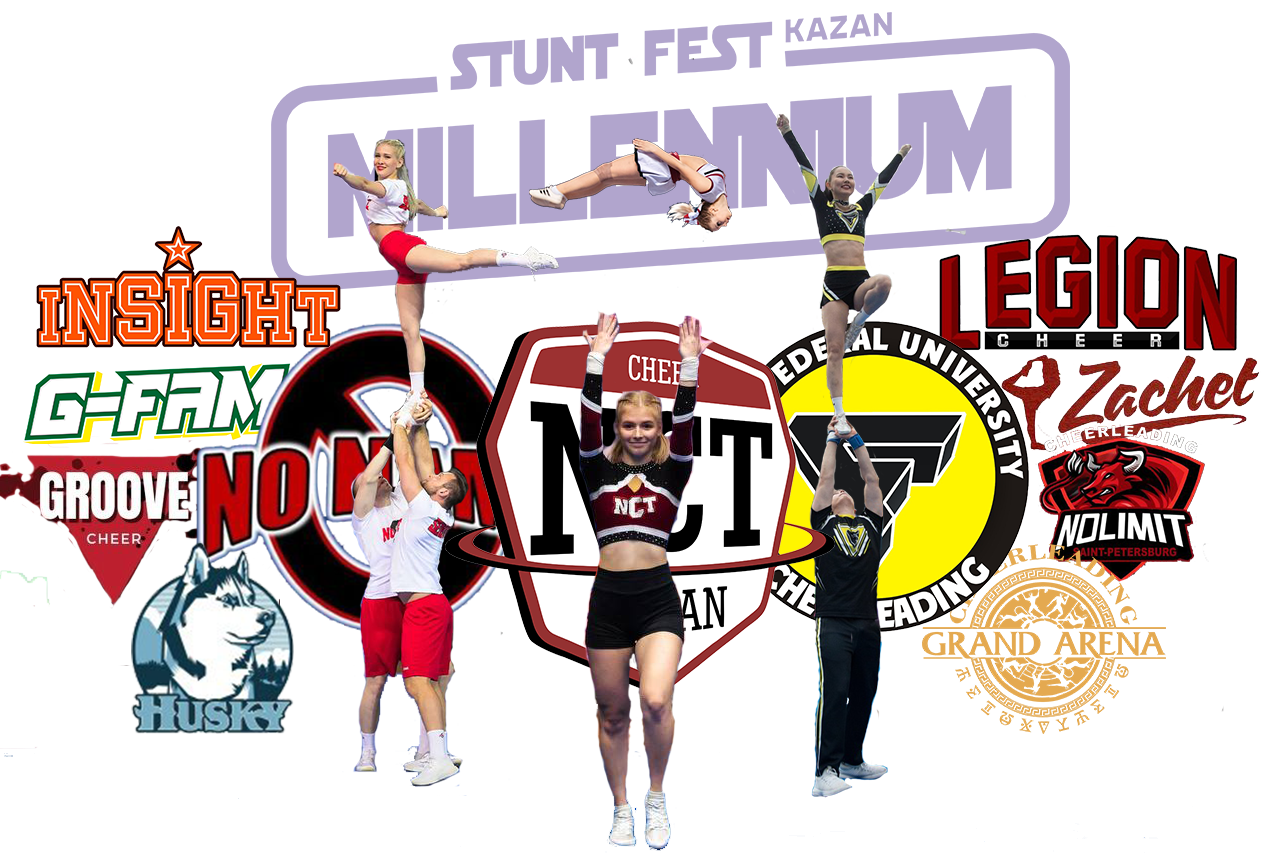 STUNT FEST KAZAN
MILLENNIUM
INSIGHT
G-FAM
GROOVE
CHEER
HUSKY
NO
CHEER
NCT
NCT
FEDERAL UNIVERSITY
CHEERLEADING
LEGION
CHEER
Zachet
CHEERLEADING
NOLIMIT
SAINT-PETERSBURG
CHEERLEADING
GRAND ARENA